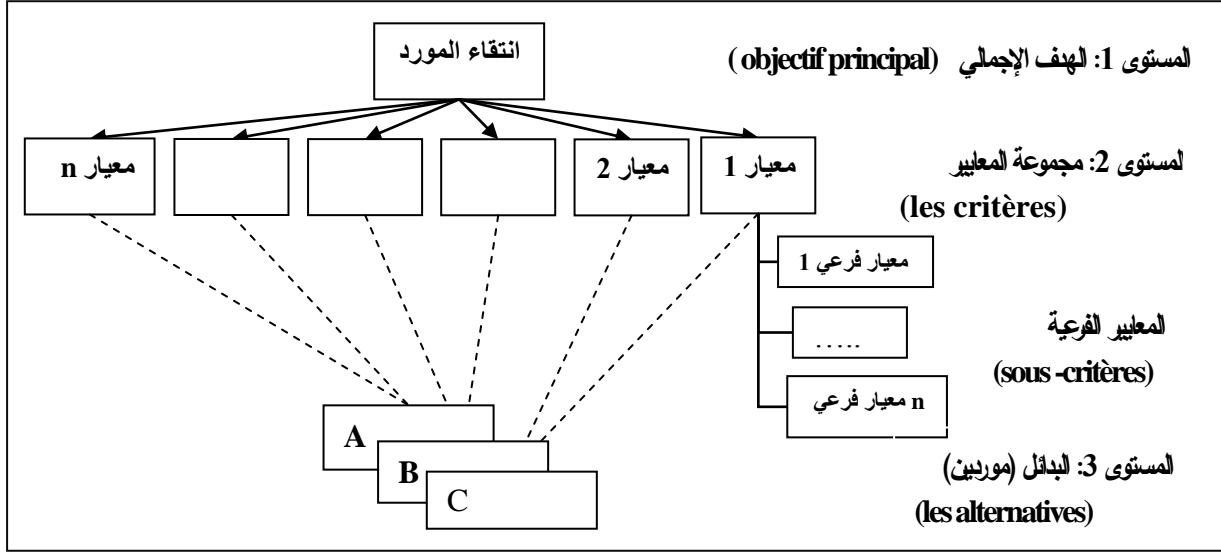 انتقاء المورد
المستوى 1: الهدف الإجمالي (objectif principal )
معيار 1
معيار 2
معيار n
لمستوى 2: مجموعة المعايير
(les critères)
معيار فرعي 1
.....
معيار فرعي n
المعايير الفرعية
(sous -critères)
A
B
C
المستوى 3: البدائل (موردين)
(les alternatives)